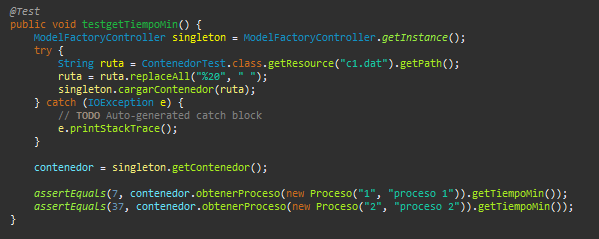 @Test
public void testgetTiempoMin() {
    ModelFactoryController singleton = ModelFactoryController.getInstance();
    try {
        String ruta = ContenedorTest.class.getResource("c1.dat").getPath();
        ruta = ruta.replaceAll("%20", " ");
        singleton.cargarContenedor(ruta);
    } catch (IOException e) {
        // TODO Auto-generated catch block
        e.printStackTrace();
    }
    contenedor = singleton.getContenedor();
    assertEquals(7, contenedor.obtenerProceso(new Proceso("1", "proceso 1")).getTiempoMin());
    assertEquals(37, contenedor.obtenerProceso(new Proceso("2", "proceso 2")).getTiempoMin());
}